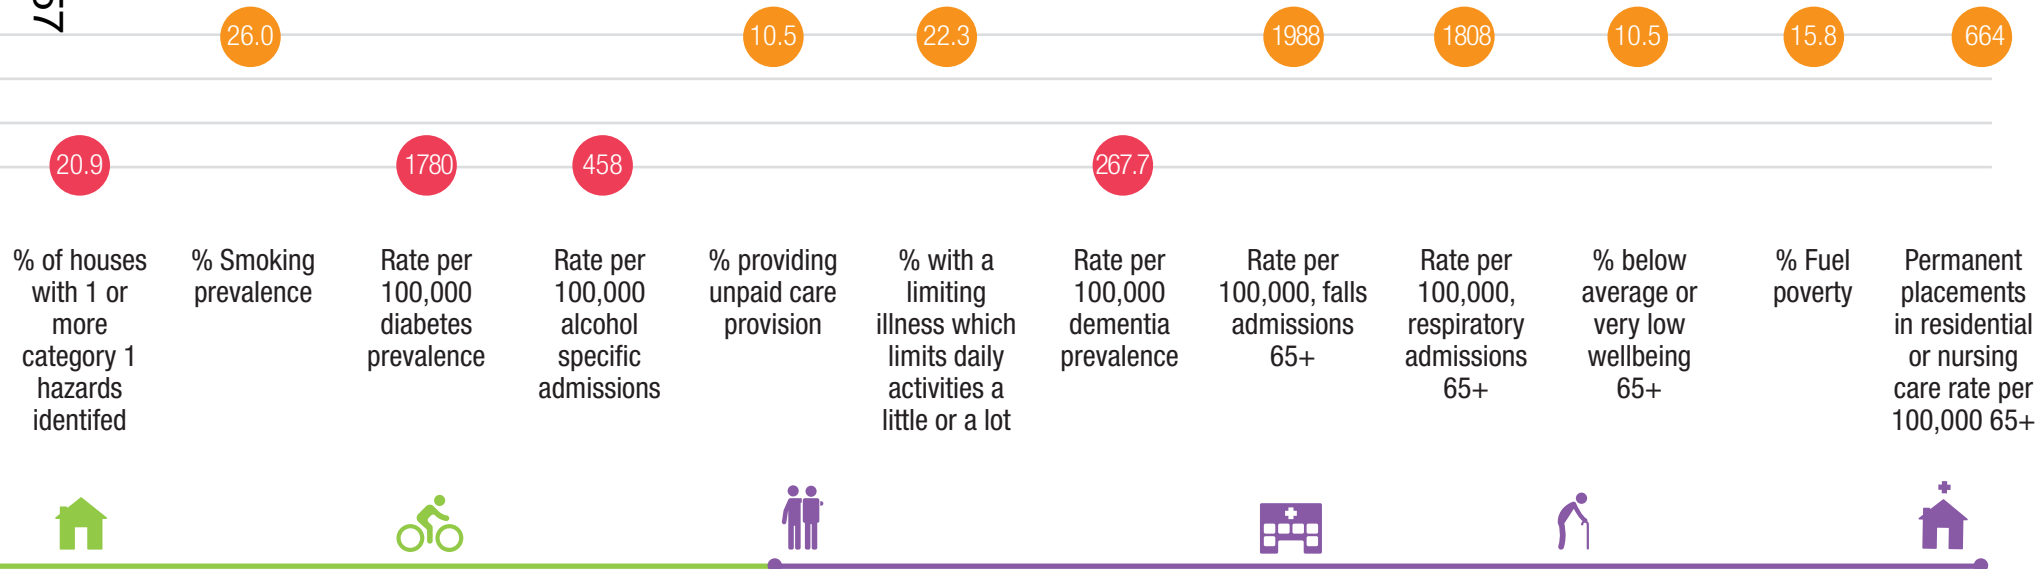 57
26.0
10.5
22.3
1988
1808
10.5
15.8
664
20.9
1780
458
267.7
% of houses
with 1 or
more
category 1
hazards
identifed
% Smoking
prevalence
Rate per
100,000
diabetes
prevalence
Rate per
100,000
alcohol
specific
admissions
% providing
unpaid care
provision
% with a
limiting
illness which
limits daily
activities a
little or a lot
Rate per
100,000
dementia
prevalence
Rate per
100,000, falls
admissions
65+
Rate per
100,000,
respiratory
admissions
65+
% below
average or
very low
wellbeing
65+
% Fuel
poverty
Permanent
placements
in residential
or nursing
care rate per
100,000 65+